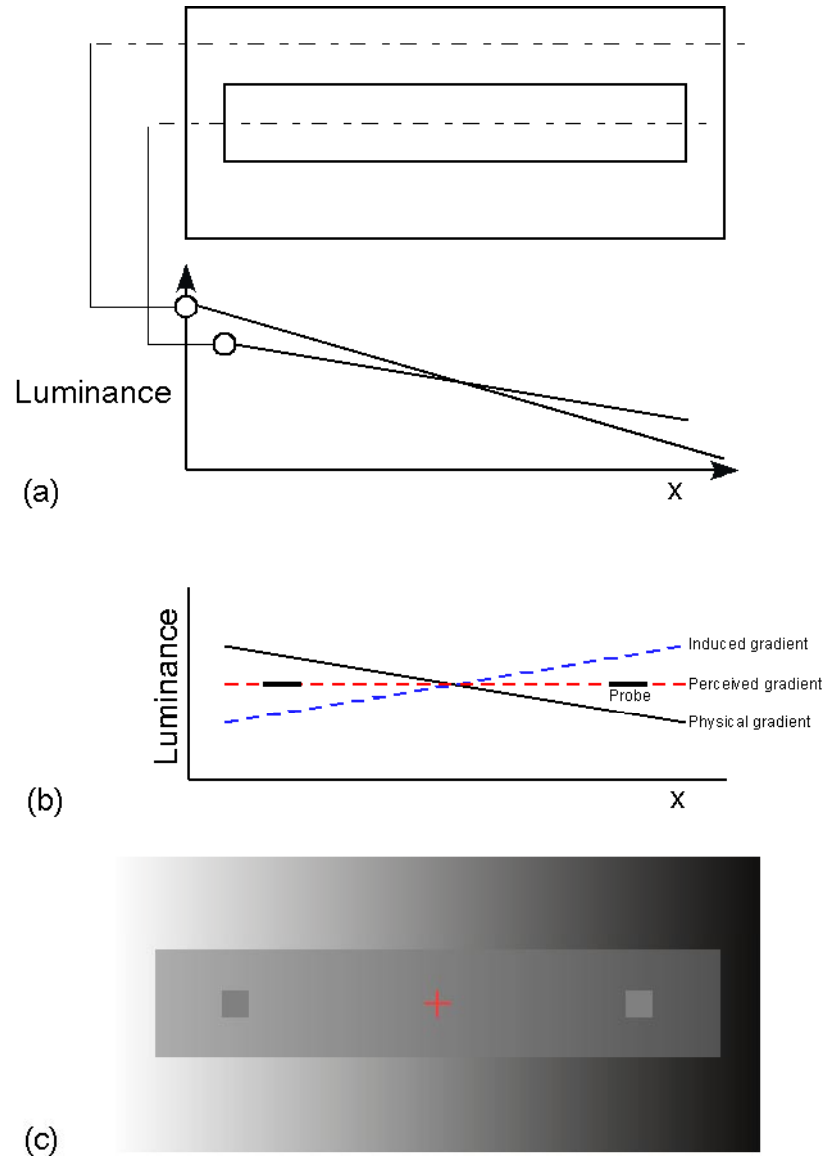 Luminance
x
(a)
Luminance
Induced gradient
Perceived gradient
Probe
Physical gradient
x
(b)
(c)